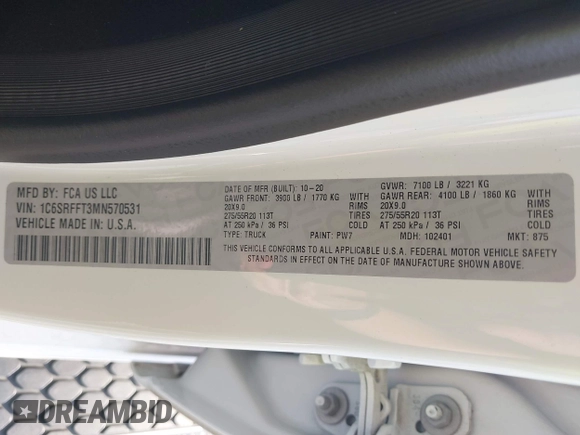 MFD BY: FCA US LLC
VIN: 1C6SRFFT3MN570531
VEHICLE MADE IN: U.S.A.
DATE OF MFR (BUILT): 10-20
GAWR FRONT: 3900 LB / 1770 KG
20X9.0
275/55R20 113T
AT 250 kPa / 36 PSI
TYPE: TRUCK
WITH
RIMS
TIRES
COLD
PAINT: PW7
GVWR: 7100 LB / 3221 KG
GAWR REAR: 4100 LB / 1860 KG
20X9.0
275/55R20 113T
AT 250 kPa / 36 PSI
MDH: 102401
WITH
RIMS
TIRES
COLD
MKT: 875
THIS VEHICLE CONFORMS TO ALL APPLICABLE U.S.A. FEDERAL MOTOR VEHICLE SAFETY
STANDARDS IN EFFECT ON THE DATE OF MANUFACTURE SHOWN ABOVE.
DREAMBID